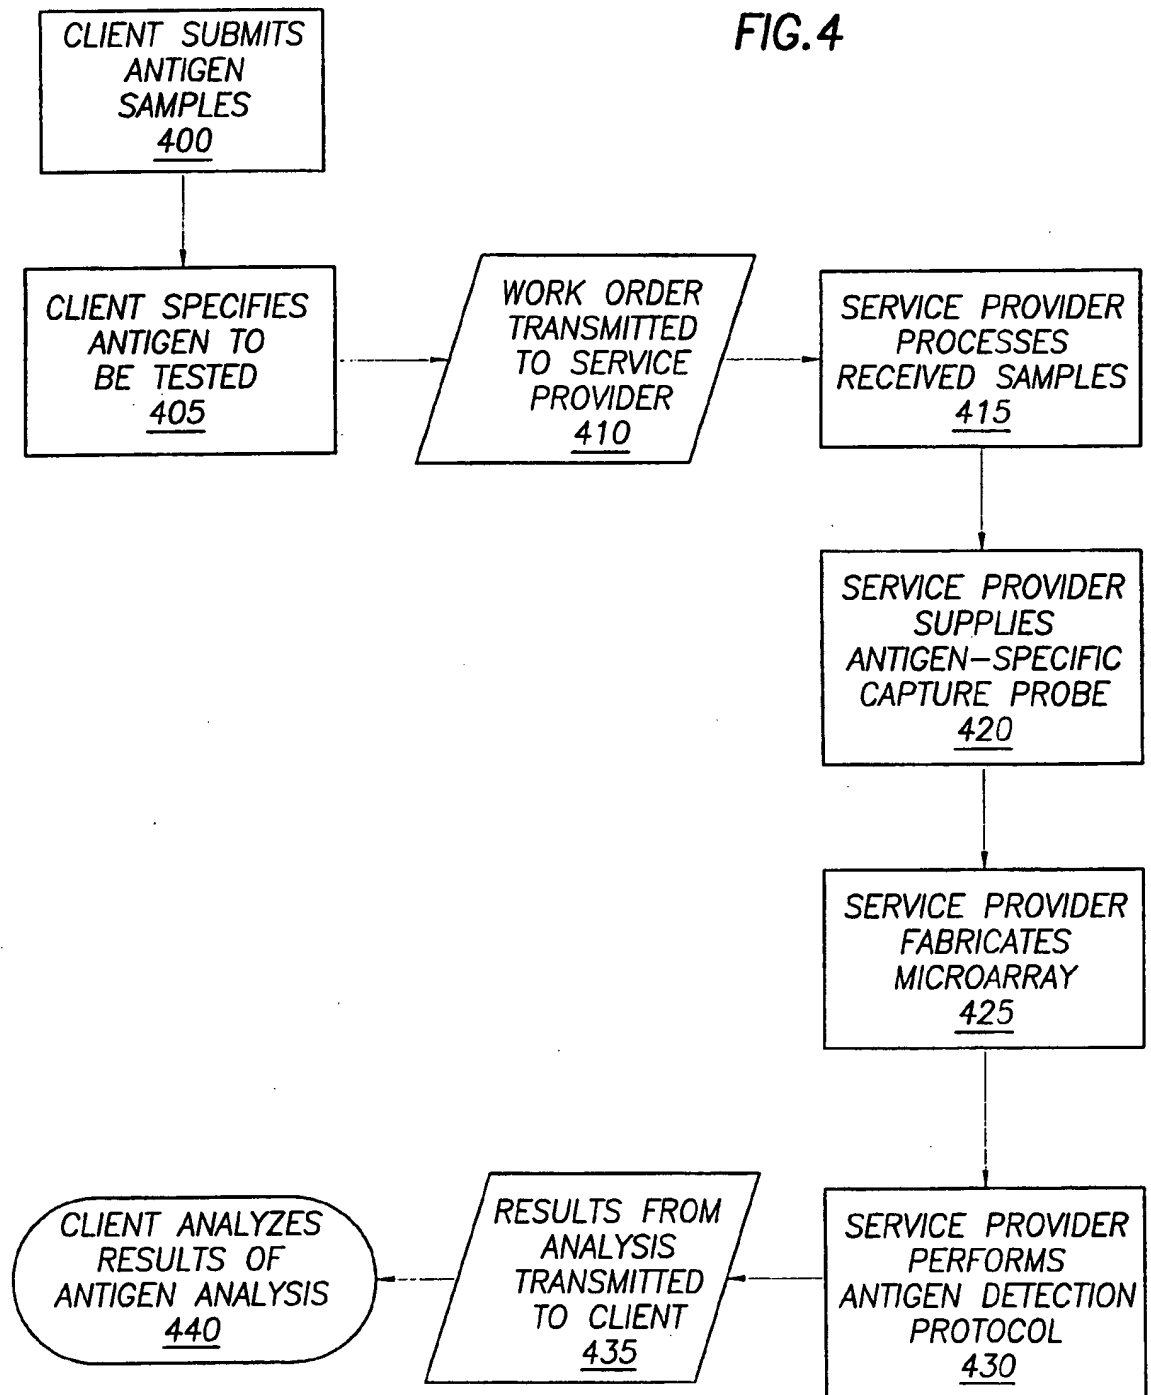 FIG.4
CLIENT SUBMITS
ANTIGEN
SAMPLES
400
CLIENT SPECIFIES
ANTIGEN TO
BE TESTED
405
WORK ORDER
TRANSMITTED
TO SERVICE
PROVIDER
410
SERVICE PROVIDER
PROCESSES
RECEIVED SAMPLES
415
SERVICE PROVIDER
SUPPLIES
ANTIGEN-SPECIFIC
CAPTURE PROBE
420
SERVICE PROVIDER
FABRICATES
MICROARRAY
425
SERVICE PROVIDER
PERFORMS
ANTIGEN DETECTION
PROTOCOL
430
RESULTS FROM
ANALYSIS
TRANSMITTED
TO CLIENT
435
CLIENT ANALYZES
RESULTS OF
ANTIGEN ANALYSIS
440